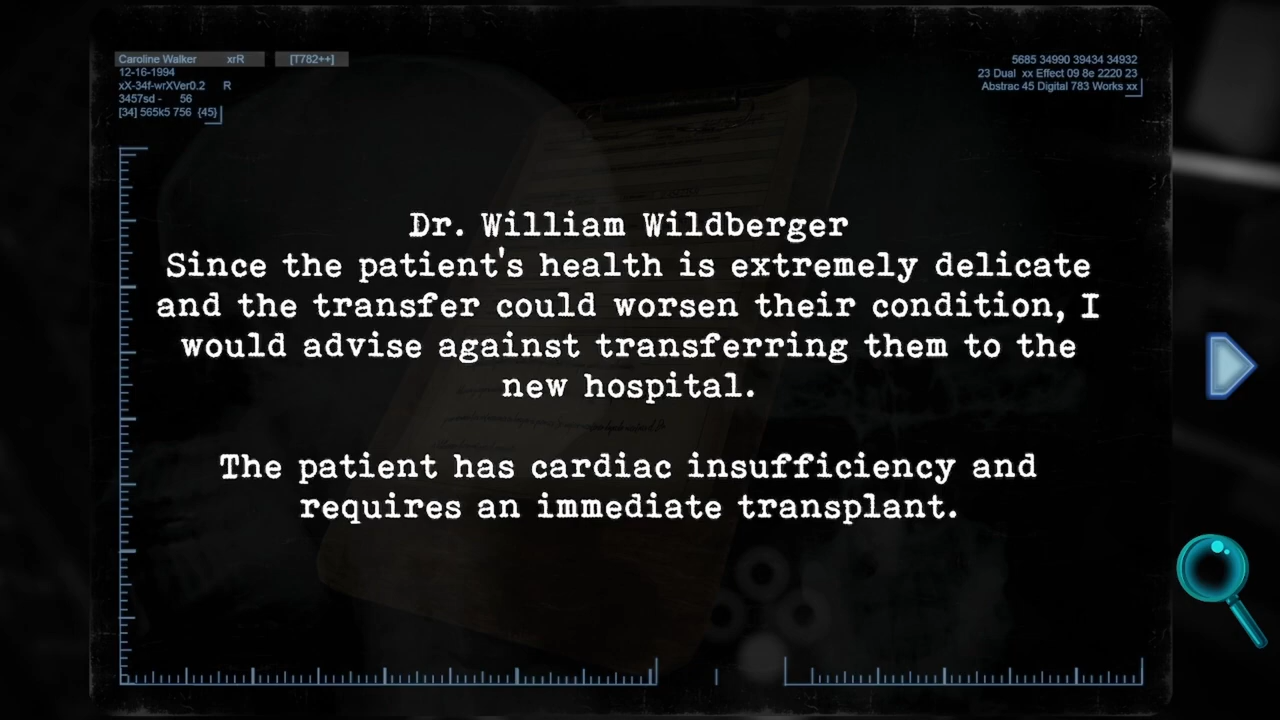 Caroline Walker xrR [T782++]
12-16-1994
xX-34f-wrXVer0.2 R
3457sd - 56
[34] 565k5 756 {45}
5685 34990 39434 34932
23 Dual xx Effect 09 8e 2220 23
Abstrac 45 Digital 783 Works xx
Dr. William Wildberger
Since the patient's health is extremely delicate
and the transfer could worsen their condition, I
would advise against transferring them to the
new hospital.
The patient has cardiac insufficiency and
requires an immediate transplant.